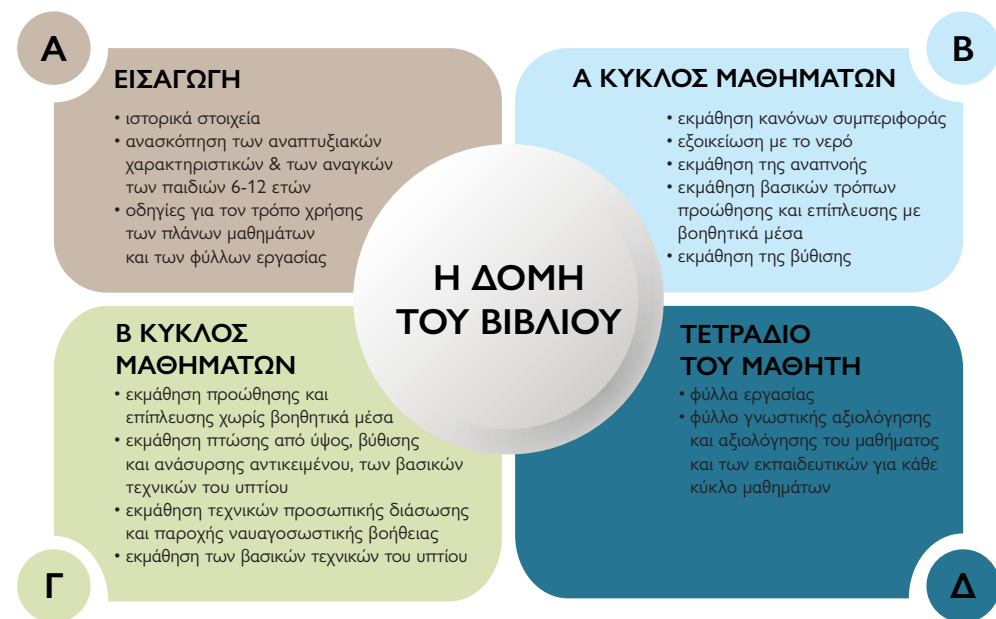 Α
ΕΙΣΑΓΩΓΗ
• ιστορικά στοιχεία
• ανασκόπηση των αναπτυξιακών
χαρακτηριστικών & των αναγκών
των παιδιών 6-12 ετών
• οδηγίες για τον τρόπο χρήσης
των πλάνων μαθημάτων
και των φύλλων εργασίας
Β
Α ΚΥΚΛΟΣ ΜΑΘΗΜΑΤΩΝ
• εκμάθηση κανόνων συμπεριφοράς
• εξοικείωση με το νερό
• εκμάθηση της αναπνοής
• εκμάθηση βασικών τρόπων
προώθησης και επίπλευσης με
βοηθητικά μέσα
• εκμάθηση της βύθισης
Η ΔΟΜΗ
ΤΟΥ ΒΙΒΛΙΟΥ
Β ΚΥΚΛΟΣ
ΜΑΘΗΜΑΤΩΝ
• εκμάθηση προώθησης και
επίπλευσης χωρίς βοηθητικά μέσα
• εκμάθηση πτώσης από ύψος, βύθισης
και ανάσυρσης αντικειμένου, των βασικών
τεχνικών του υπτίου
• εκμάθηση τεχνικών προσωπικής διάσωσης
και παροχής ναυαγοσωστικής βοήθειας
• εκμάθηση των βασικών τεχνικών του υπτίου
Γ
ΤΕΤΡΑΔΙΟ
ΤΟΥ ΜΑΘΗΤΗ
• φύλλα εργασίας
• φύλλο γνωστικής αξιολόγησης
και αξιολόγησης του μαθήματος
και των εκπαιδευτικών για κάθε
κύκλο μαθημάτων
Δ